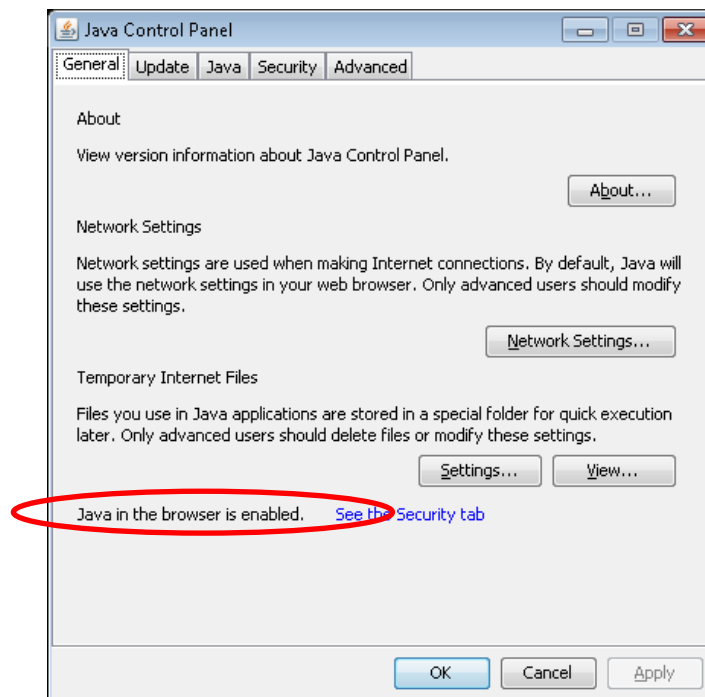 Java Control Panel
General Update Java Security Advanced
About
View version information about Java Control Panel.
About...
Network Settings
Network settings are used when making Internet connections. By default, Java will
use the network settings in your web browser. Only advanced users should modify
these settings.
Network Settings...
Temporary Internet Files
Files you use in Java applications are stored in a special folder for quick execution
later. Only advanced users should delete files or modify these settings.
Settings... View...
Java in the browser is enabled. See the Security tab
OK Cancel Apply